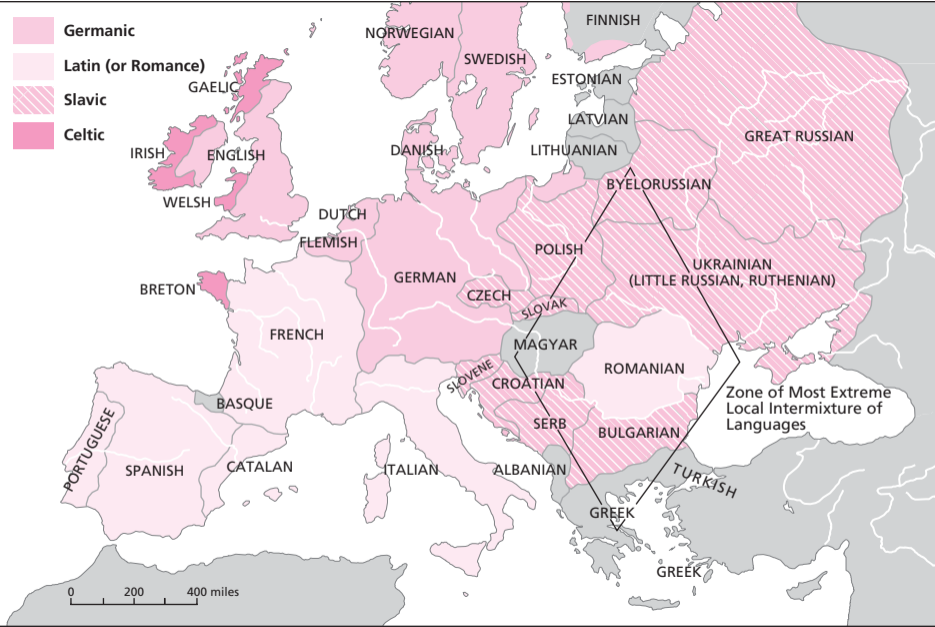 Germanic
Latin (or Romance)
Slavic
Celtic
FINNISH
NORWEGIAN
SWEDISH
ESTONIAN
GAELIC
LATVIAN
GREAT RUSSIAN
IRISH
ENGLISH
DANISH
LITHUANIAN
BYELORUSSIAN
WELSH
DUTCH
FLEMISH
POLISH
UKRAINIAN
(LITTLE RUSSIAN, RUTHENIAN)
GERMAN
BRETON
CZECH
SLOVAK
FRENCH
MAGYAR
ROMANIAN
SLOVENE
CROATIAN
Zone of Most Extreme
Local Intermixture of
Languages
BASQUE
SERB
BULGARIAN
PORTUGUESE
SPANISH
CATALAN
ITALIAN
ALBANIAN
TURKISH
GREEK
GREEK
0 200 400 miles